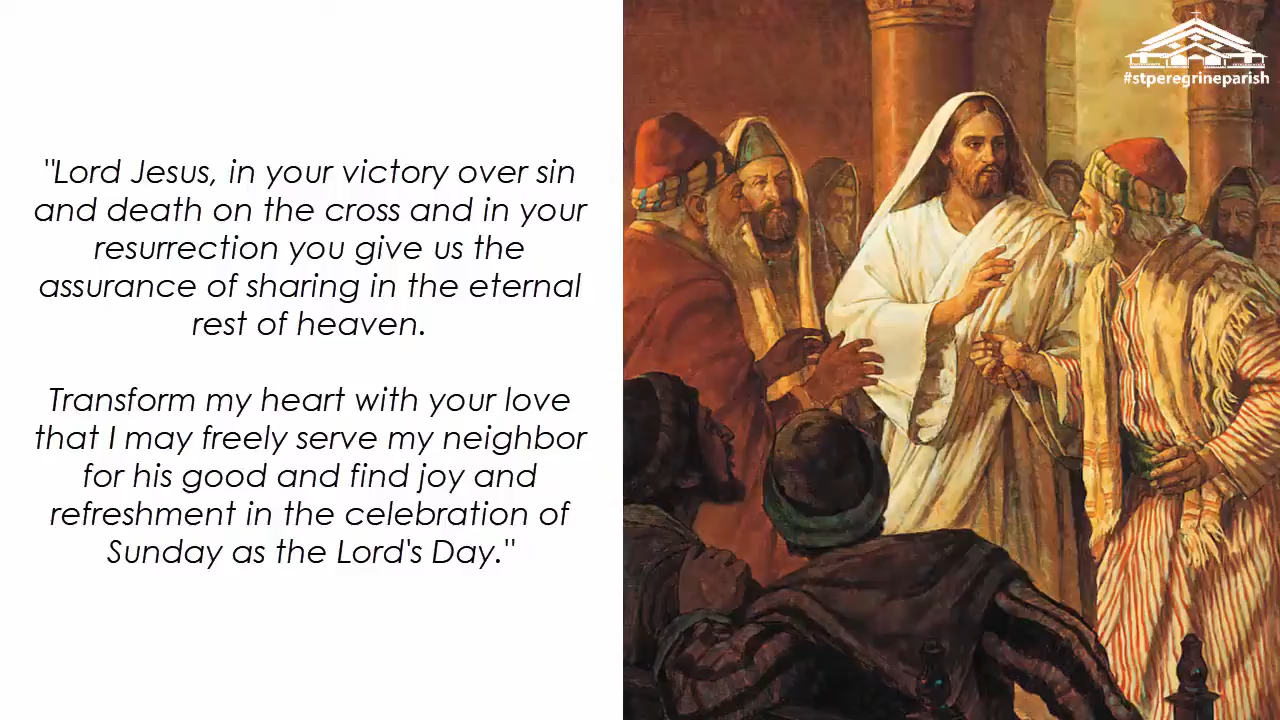 "Lord Jesus, in your victory over sin
and death on the cross and in your
resurrection you give us the
assurance of sharing in the eternal
rest of heaven.
Transform my heart with your love
that I may freely serve my neighbor
for his good and find joy and
refreshment in the celebration of
Sunday as the Lord's Day."
#stperegrineparish